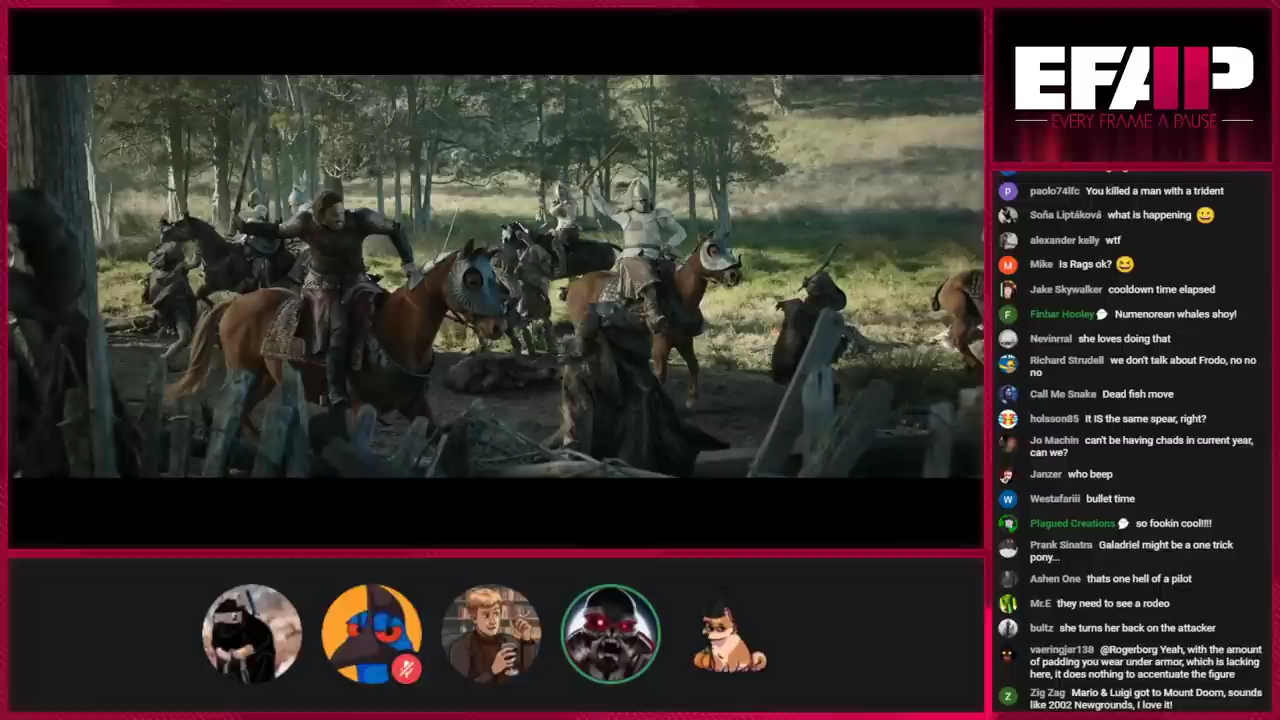 EFAP
EVERY FRAME A PAUSE
paolo74lfc You killed a man with a trident
Soňa Liptáková what is happening 😀
alexander kelly wtf
M Mike Is Rags ok? 😆
Jake Skywalker cooldown time elapsed
F Finbar Hooley Numenorean whales ahoy!
Nevinrral she loves doing that
Richard Strudell we don't talk about Frodo, no no
no
Call Me Snake Dead fish move
holsson85 It IS the same spear, right?
Jo Machin can't be having chads in current year,
can we?
Janzer who beep
W Westafariii bullet time
Plagued Creations so fookin cool!!!!
Prank Sinatra Galadriel might be a one trick
pony...
Ashen One thats one hell of a pilot
Mr.E they need to see a rodeo
bultz she turns her back on the attacker
vaeringjar138 @Rogerborg Yeah, with the amount
of padding you wear under armor, which is lacking
here, it does nothing to accentuate the figure
Z Zig Zag Mario & Luigi got to Mount Doom, sounds
like 2002 Newgrounds, I love it!